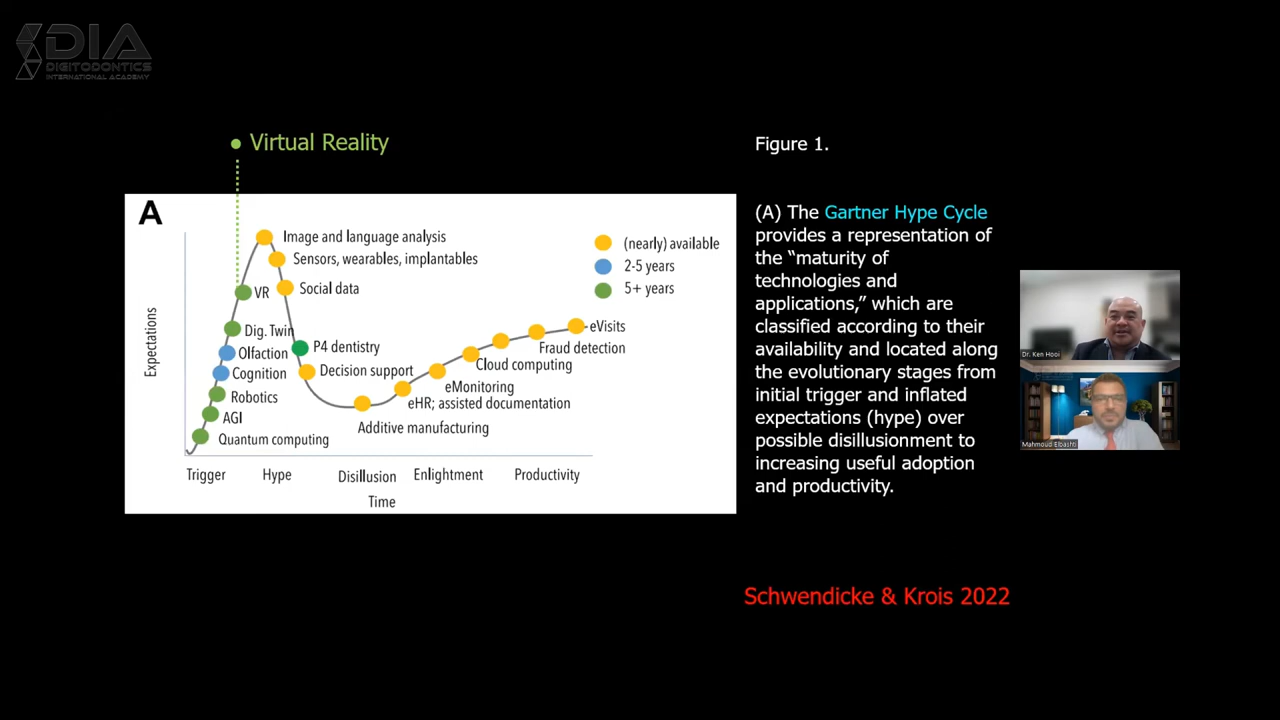 DIA
DIGITODONTICS
INTERNATIONAL ACADEMY
Virtual Reality
A
Image and language analysis
Sensors, wearables, implantables
Social data
VR
Dig. Twin
Olfaction
Cognition
Robotics
AGI
Quantum computing
P4 dentistry
Decision support
Additive manufacturing
eHR; assisted documentation
eMonitoring
Cloud computing
Fraud detection
eVisits
(nearly) available
2-5 years
5+ years
Expectations
Trigger
Hype
Disillusion
Enlightment
Productivity
Time
Figure 1.
(A) The Gartner Hype Cycle
provides a representation of
the “maturity of
technologies and
applications,” which are
classified according to their
availability and located along
the evolutionary stages from
initial trigger and inflated
expectations (hype) over
possible disillusionment to
increasing useful adoption
and productivity.
Dr. Ken Hooi
Mahmoud Elbashti
Schwendicke & Krois 2022